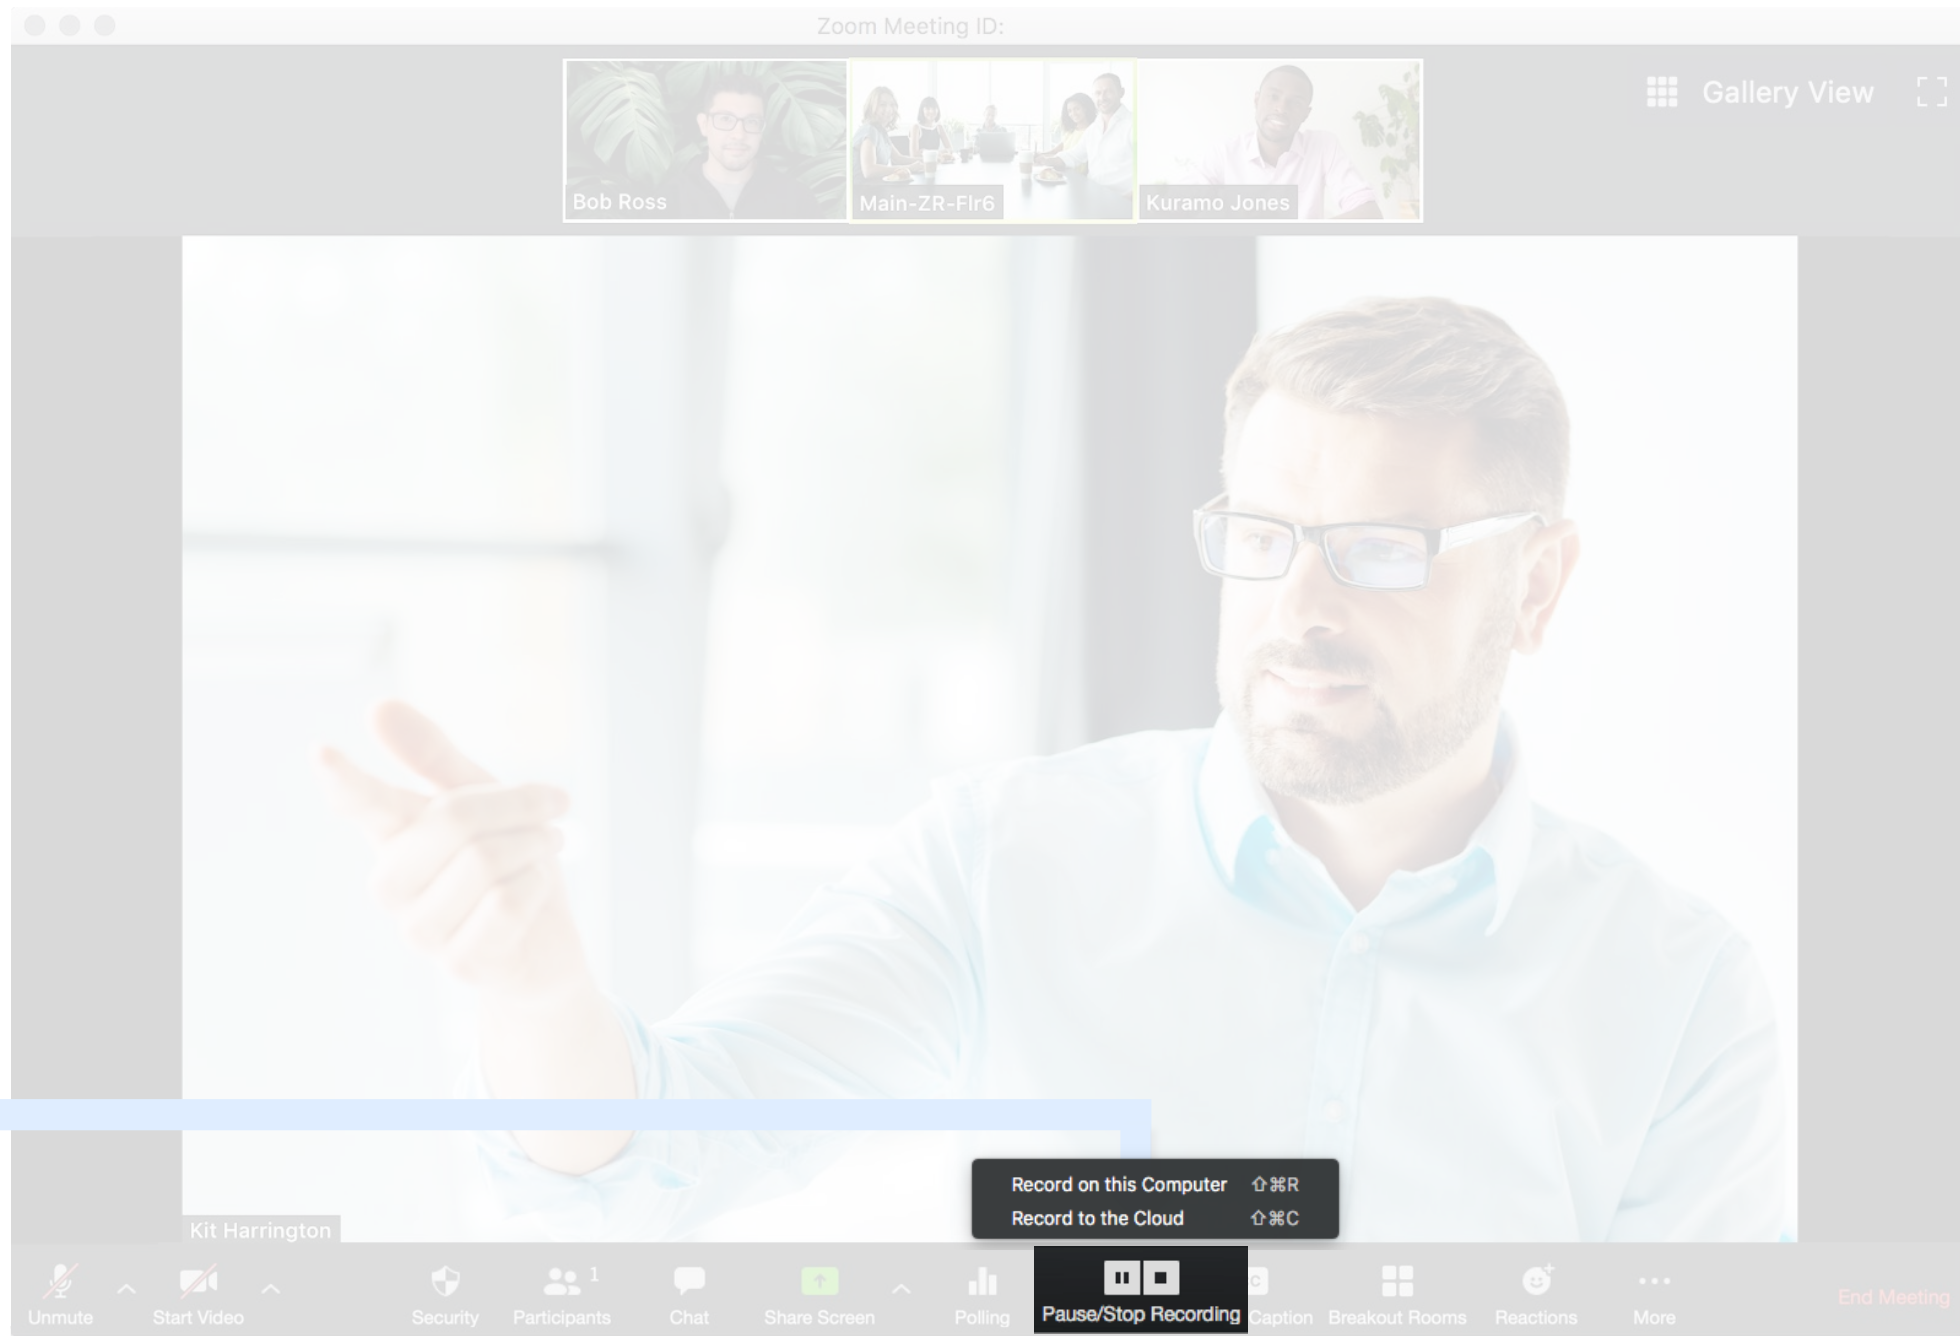 Zoom Meeting ID:
Gallery View
Bob Ross
Main-ZR-Flr6
Kuramo Jones
Record on this Computer ⇧⌘R
Record to the Cloud ⇧⌘C
Kit Harrington
1
Unmute
Start Video
Security
Participants
Chat
Share Screen
Polling
Pause/Stop Recording
C
Caption
Breakout Rooms
Reactions
More
End Meeting